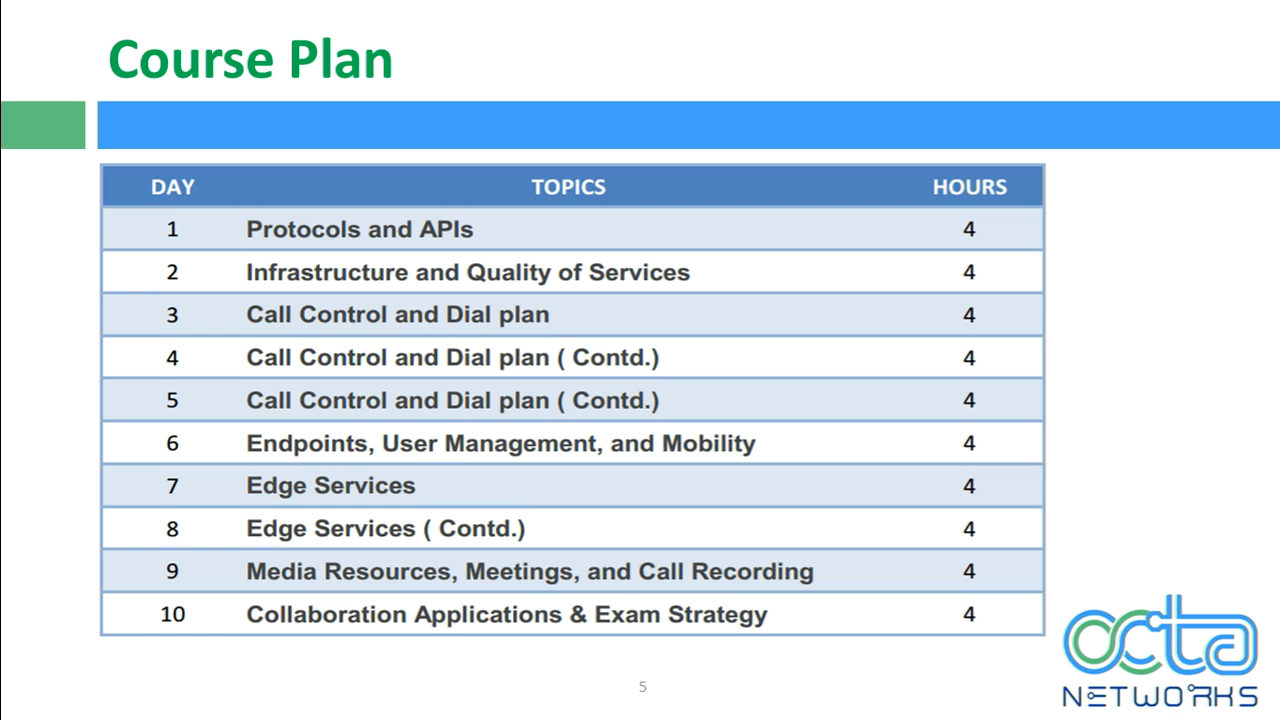 Course Plan
DAY TOPICS HOURS
1 Protocols and APIs 4
2 Infrastructure and Quality of Services 4
3 Call Control and Dial plan 4
4 Call Control and Dial plan ( Contd.) 4
5 Call Control and Dial plan ( Contd.) 4
6 Endpoints, User Management, and Mobility 4
7 Edge Services 4
8 Edge Services ( Contd.) 4
9 Media Resources, Meetings, and Call Recording 4
10 Collaboration Applications & Exam Strategy 4
octa
NETWORKS
5